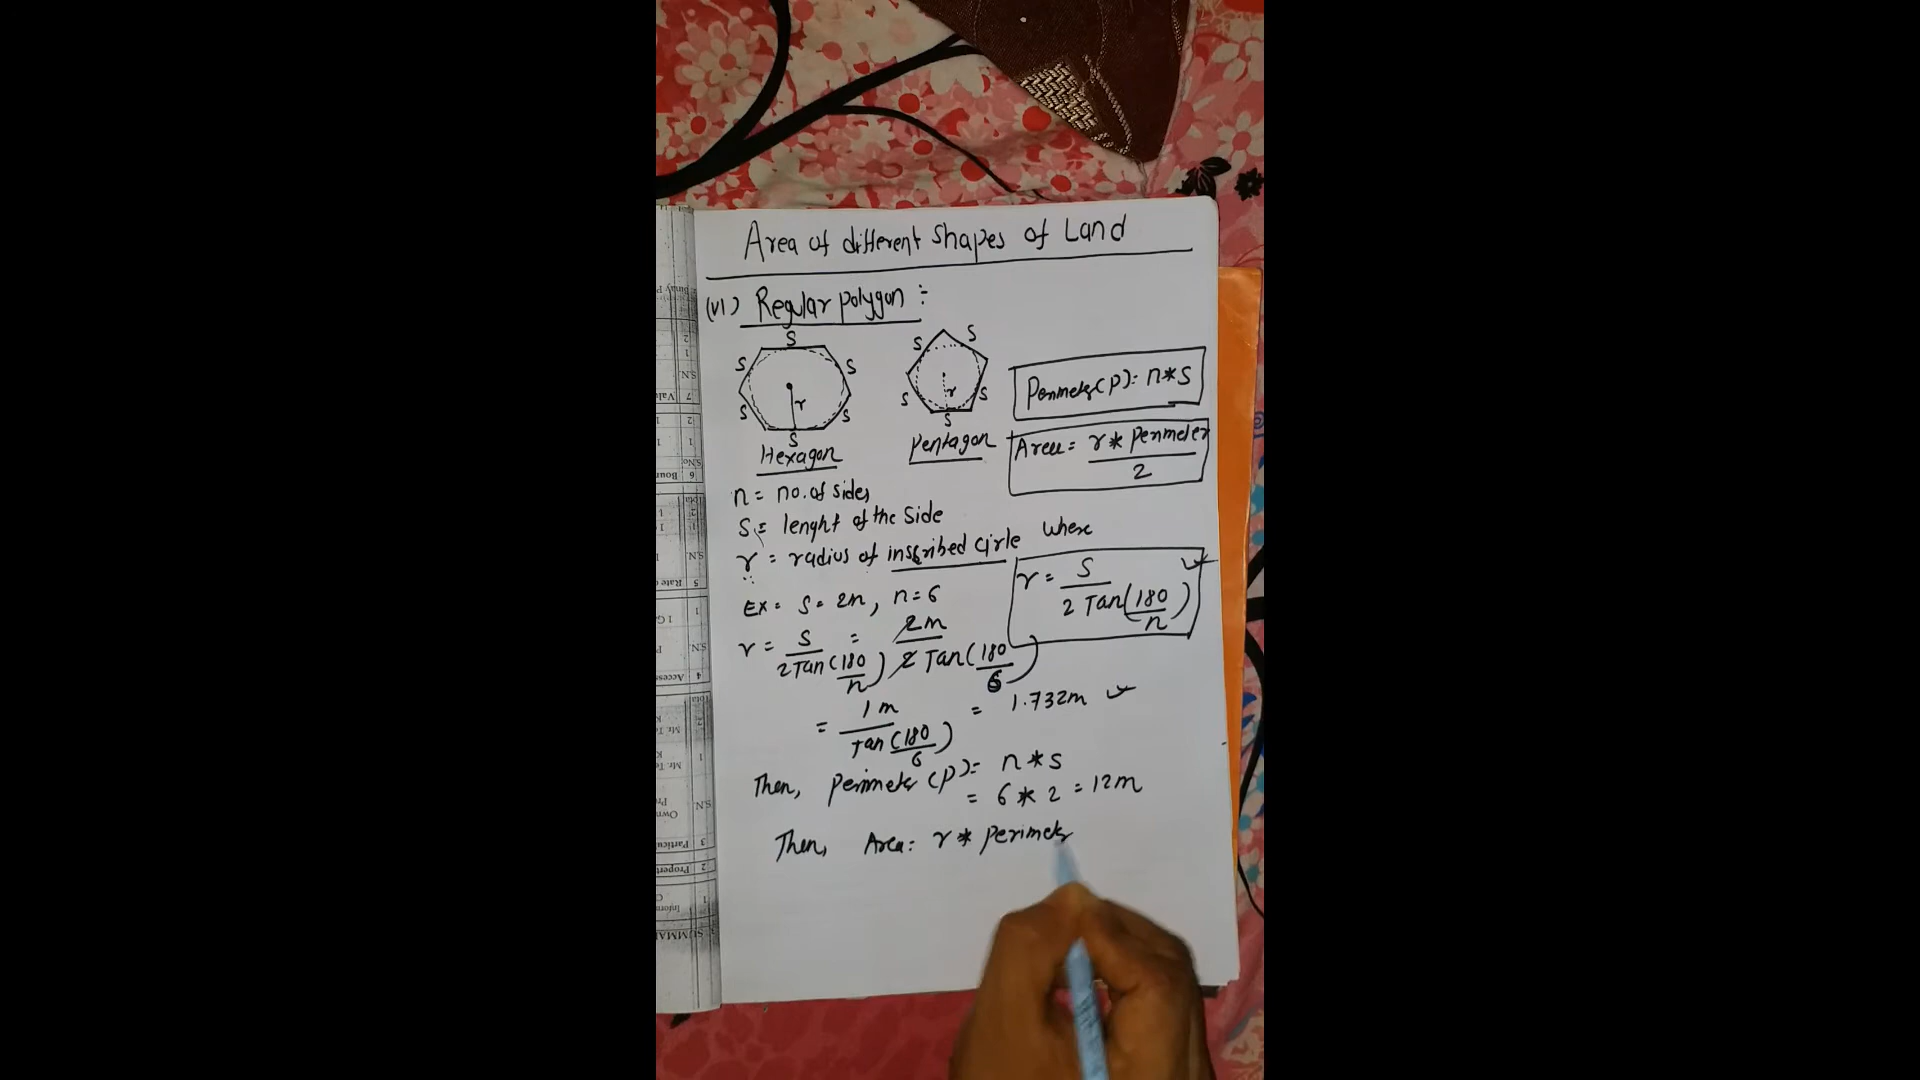 Area of different shapes of Land
(VI) Regular polygon :-
S
S
S
S
S
S
r
Hexagon
S
S
S
S
S
r
Pentagon
Perimeter(P)= n*s
Area = r * perimeter
2
n = no. of sides
S = lenght of the Side
r = radius of inscribed cirle where
r = S
2 Tan(180
n)
Ex = S = 2m, n=6
r = S = 2m
2Tan(180 2 Tan(180
n) 6)
= 1m = 1.732m
Tan(180
6)
Then, perimeter (p)= n*s
= 6 * 2 = 12m
Then, Area = r * perimeter